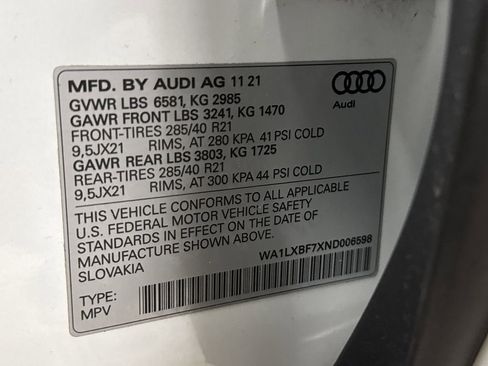 MFD. BY AUDI AG 11 21
GVWR LBS 6581, KG 2985
GAWR FRONT LBS 3241, KG 1470
FRONT-TIRES 285/40 R21
9,5JX21 RIMS, AT 280 KPA 41 PSI COLD
GAWR REAR LBS 3803, KG 1725
REAR-TIRES 285/40 R21
9,5JX21 RIMS, AT 300 KPA 44 PSI COLD
Audi
THIS VEHICLE CONFORMS TO ALL APPLICABLE
U.S. FEDERAL MOTOR VEHICLE SAFETY
STANDARDS IN EFFECT ON THE DATE OF
MANUFACTURE SHOWN ABOVE.
SLOVAKIA
WA1LXBF7XND006598
TYPE:
MPV